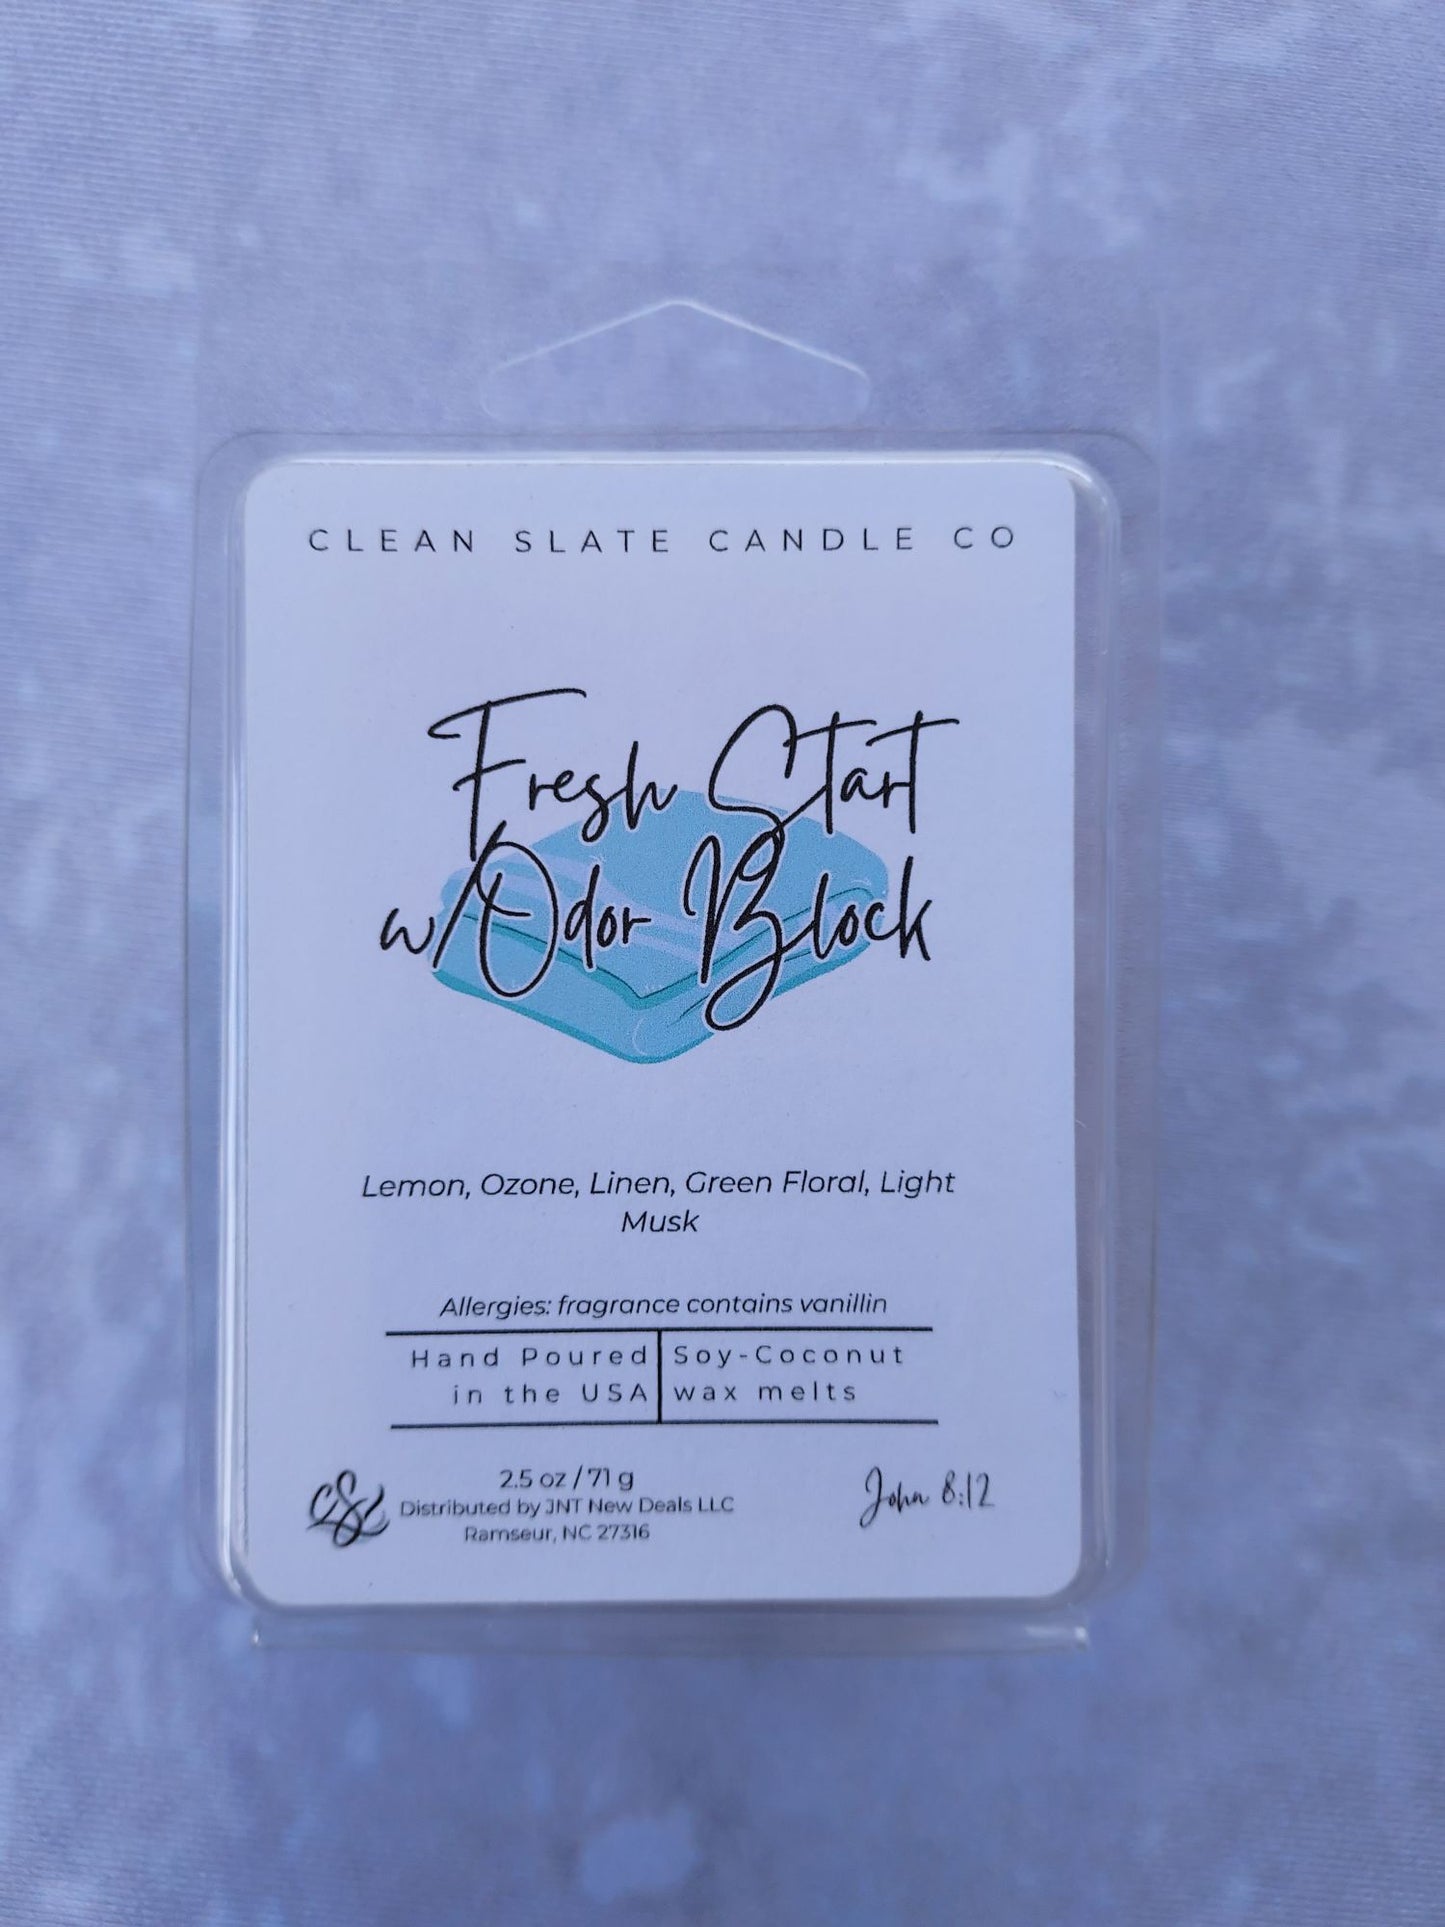 CLEAN SLATE CANDLE CO
Fresh Start
w/Odor Block
Lemon, Ozone, Linen, Green Floral, Light
Musk
Allergies: fragrance contains vanillin
Hand Poured
in the USA
Soy-Coconut
wax melts
2.5 oz / 71 g
Distributed by JNT New Deals LLC
Ramseur, NC 27316
John 8:12